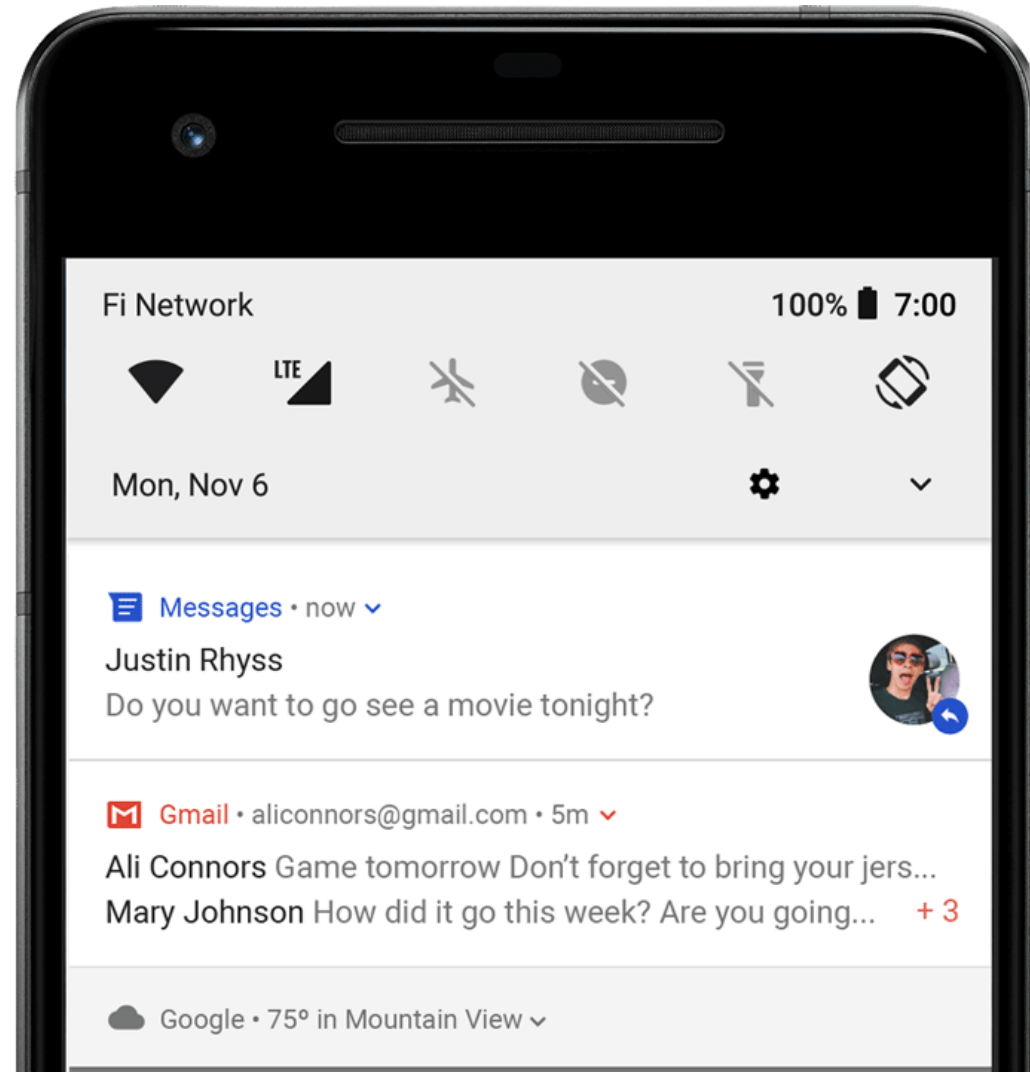 Fi Network 100% 7:00
LTE
Mon, Nov 6
Messages • now
Justin Rhyss
Do you want to go see a movie tonight?
Gmail • aliconnors@gmail.com • 5m
Ali Connors Game tomorrow Don’t forget to bring your jers...
Mary Johnson How did it go this week? Are you going... + 3
Google • 75º in Mountain View